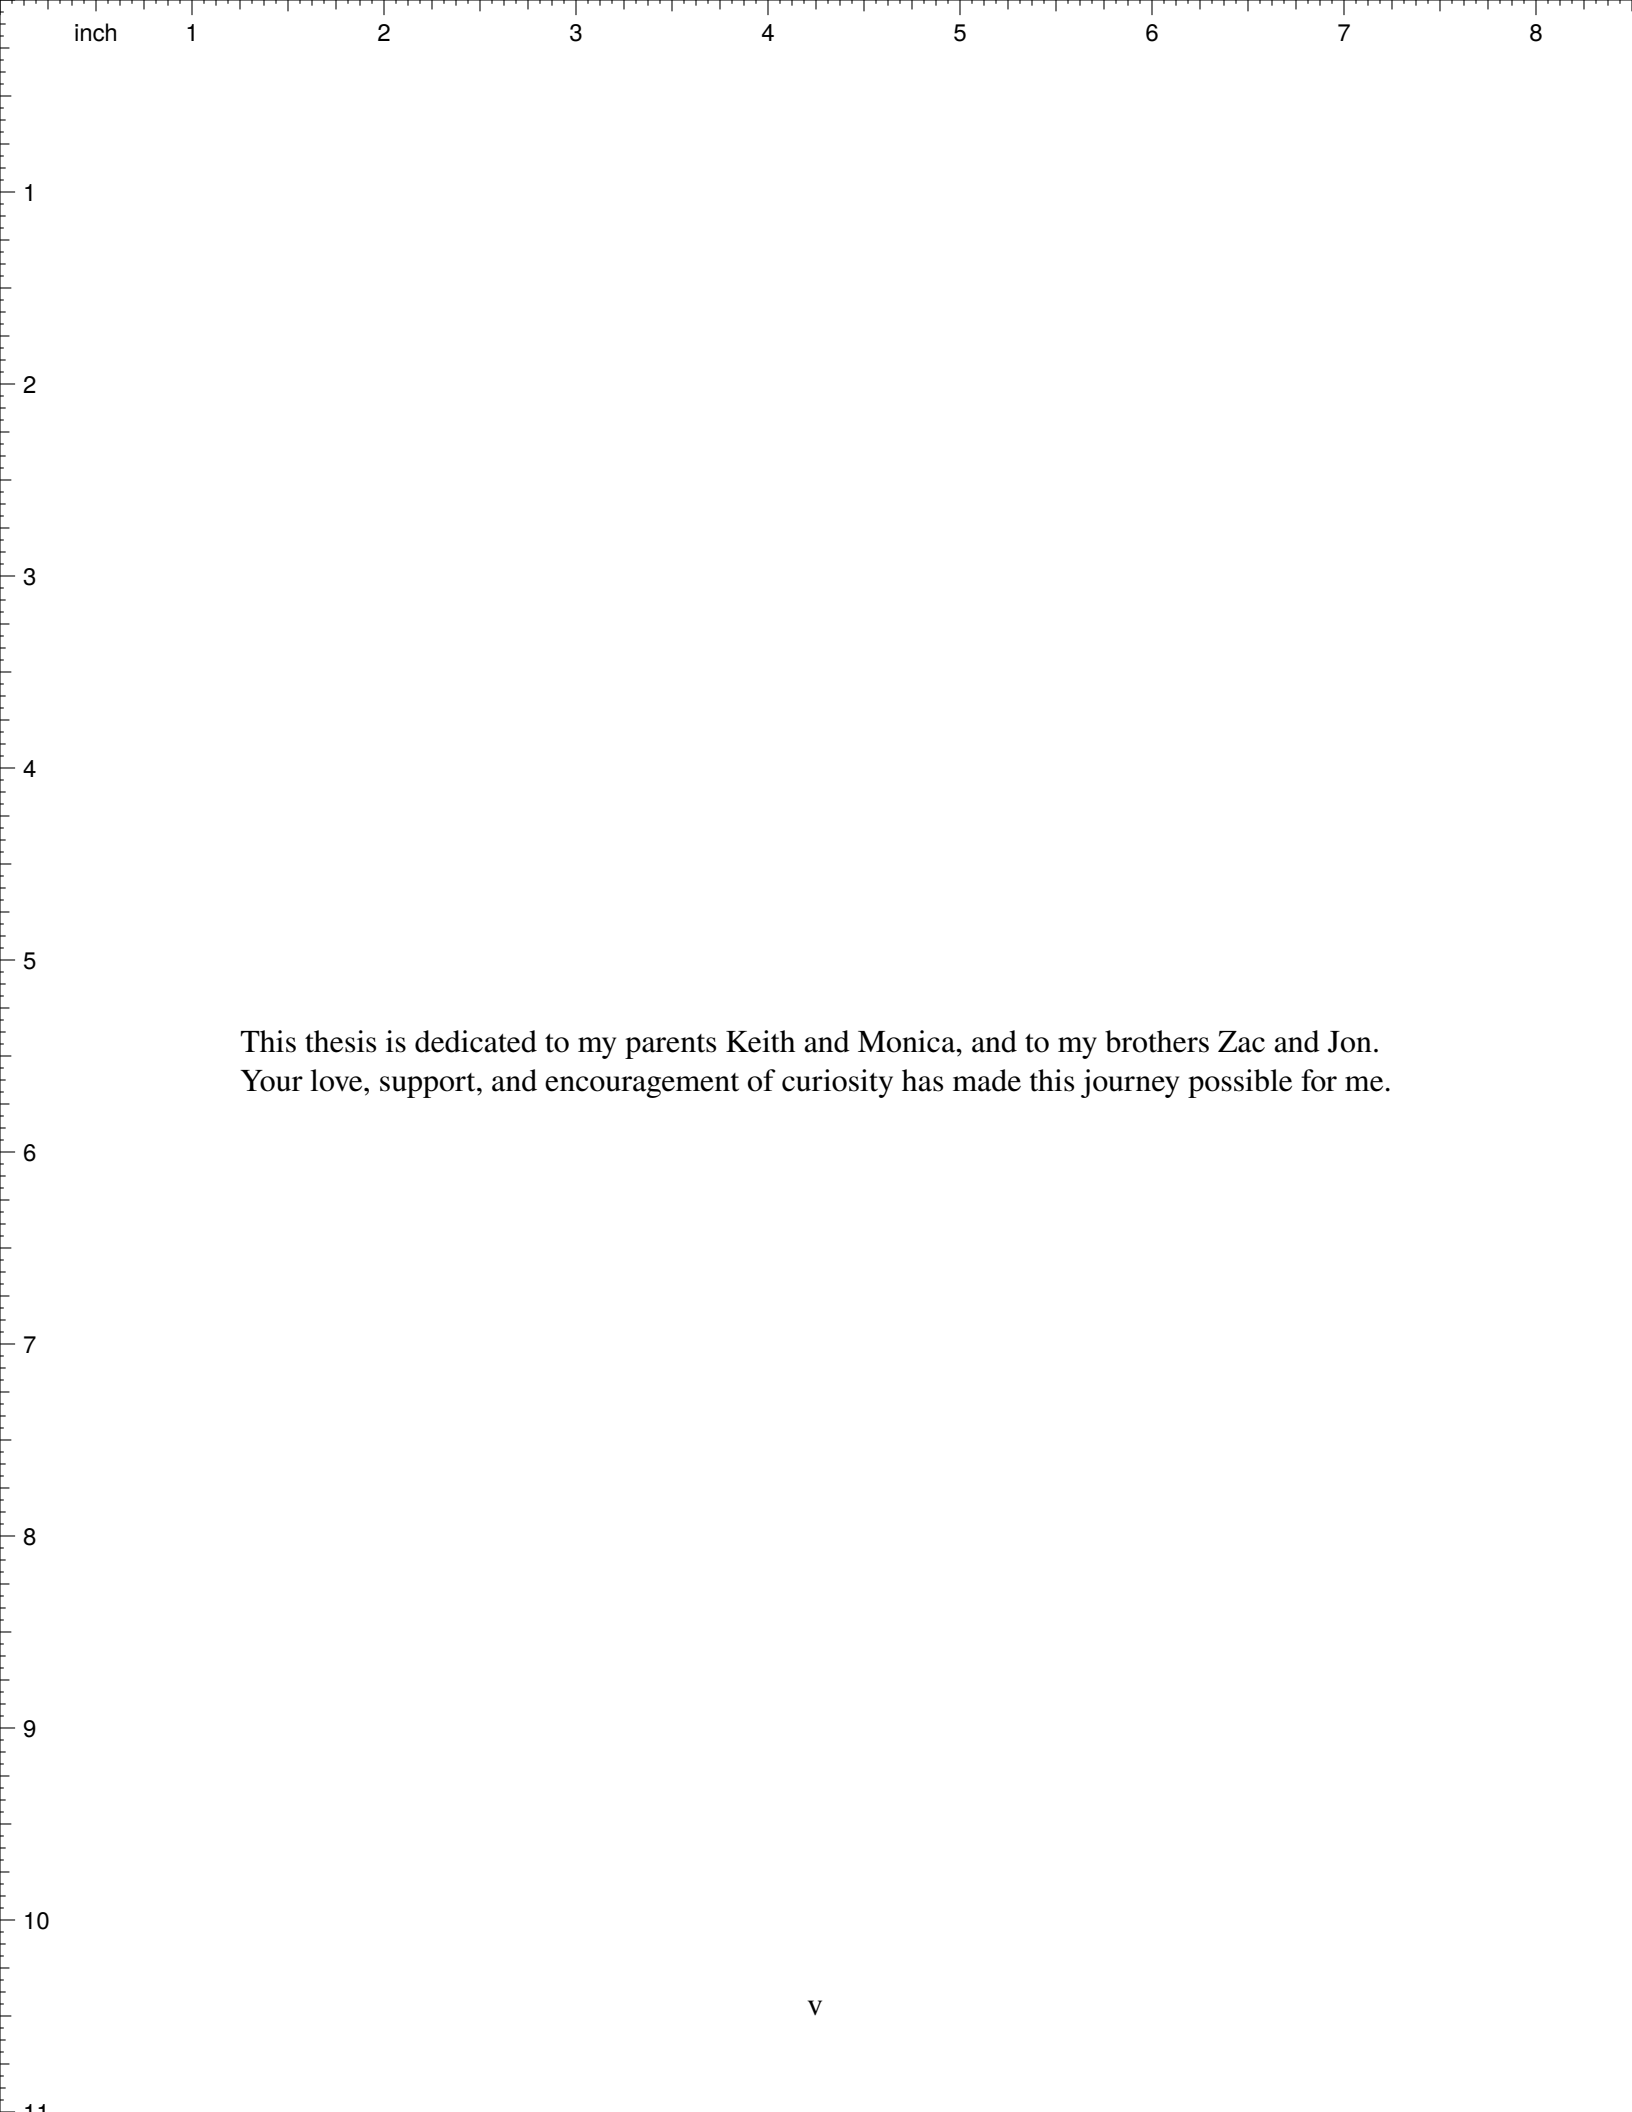 inch 1 2 3 4 5 6 7 8
1
2
3
4
5
This thesis is dedicated to my parents Keith and Monica, and to my brothers Zac and Jon.
Your love, support, and encouragement of curiosity has made this journey possible for me.
6
7
8
9
10
v
11